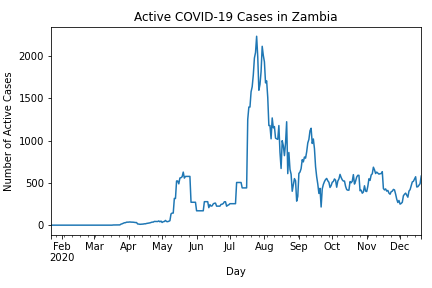 Active COVID-19 Cases in Zambia
Number of Active Cases
2000
1500
1000
500
0
Feb Mar Apr May Jun Jul Aug Sep Oct Nov Dec
2020
Day